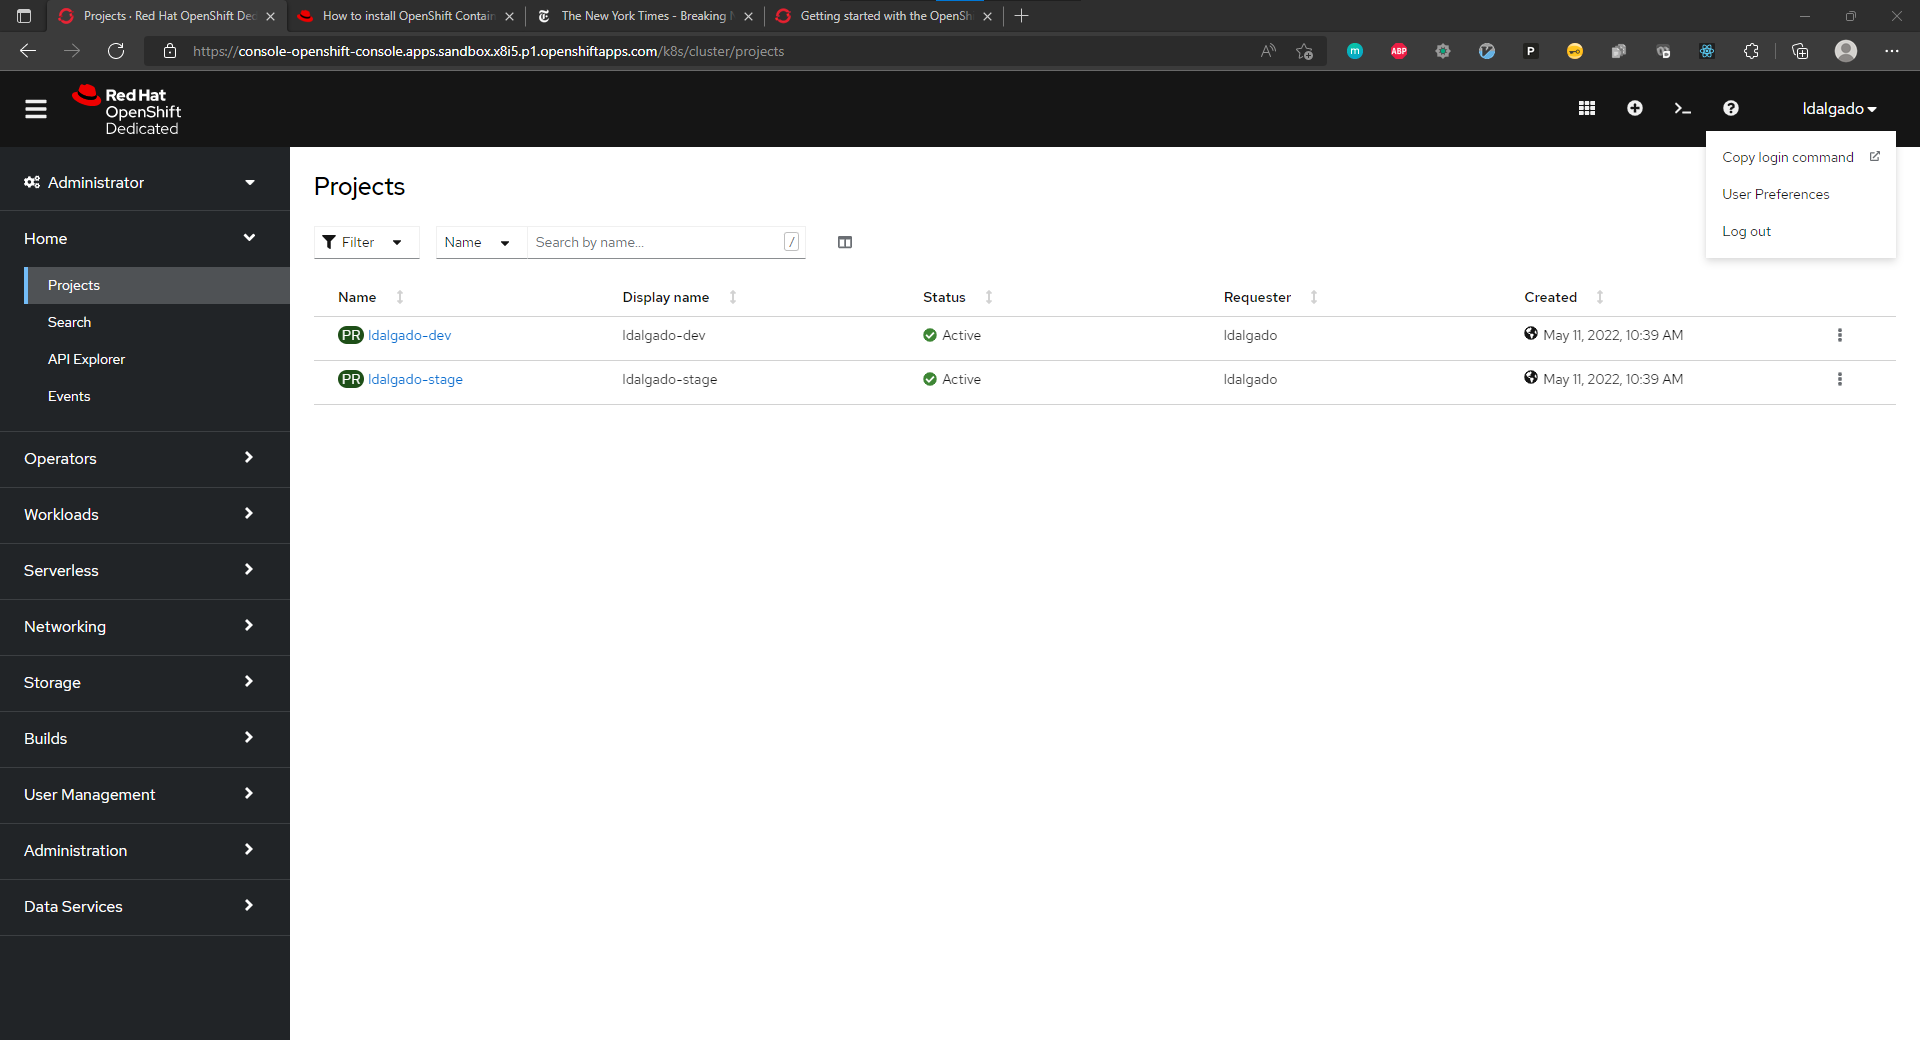 Projects · Red Hat OpenShift Dec
How to install OpenShift Contain
The New York Times - Breaking N
Getting started with the OpenShi
https://console-openshift-console.apps.sandbox.x8i5.p1.openshiftapps.com/k8s/cluster/projects
m
ABP
P
Red Hat
OpenShift
Dedicated
ldalgado
Copy login command
User Preferences
Log out
Administrator
Home
Projects
Search
API Explorer
Events
Operators
Workloads
Serverless
Networking
Storage
Builds
User Management
Administration
Data Services
Projects
Filter
Name
Search by name...
/
Name Display name Status Requester Created
PR ldalgado-dev ldalgado-dev Active ldalgado May 11, 2022, 10:39 AM
PR ldalgado-stage ldalgado-stage Active ldalgado May 11, 2022, 10:39 AM